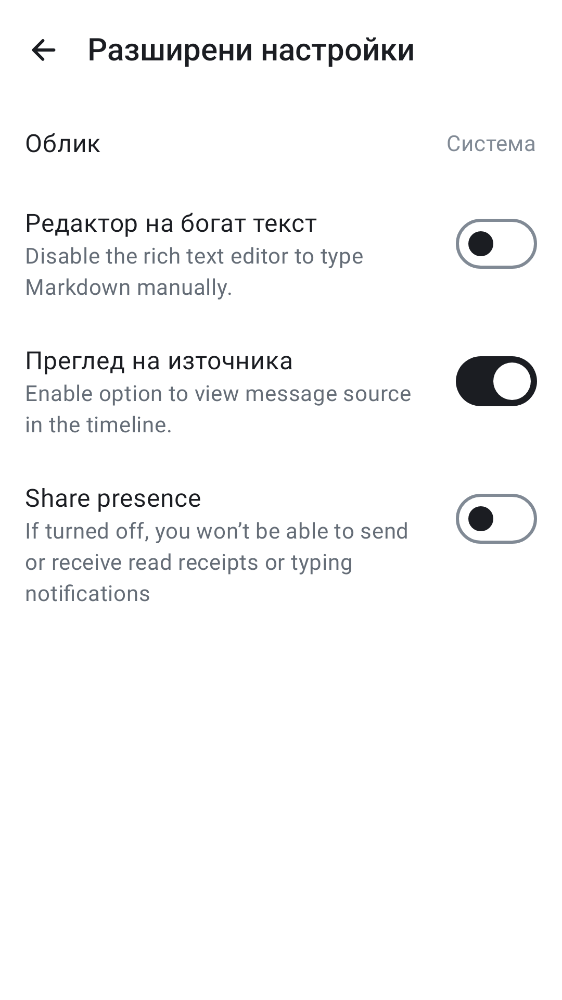 Разширени настройки
Облик
Система
Редактор на богат текст
Disable the rich text editor to type
Markdown manually.
Преглед на източника
Enable option to view message source
in the timeline.
Share presence
If turned off, you won’t be able to send
or receive read receipts or typing
notifications